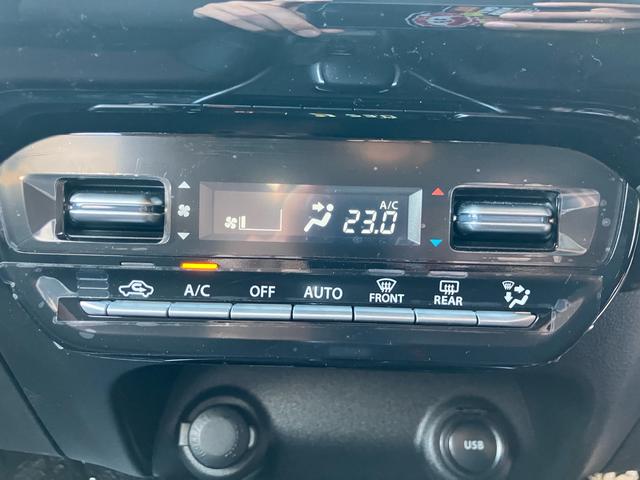 A/C
23.0
A/C OFF AUTO FRONT REAR
USB